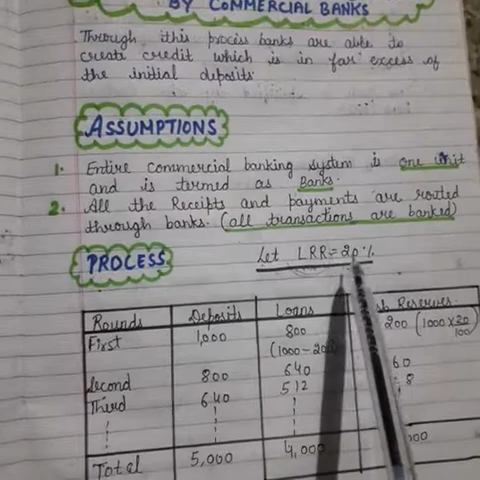 BY COMMERCIAL BANKS
Through this process banks are able to
create credit which is in far excess of
the initial deposits.
ASSUMPTIONS
1. Entire commercial banking system is one unit
and is termed as Banks.
2. All the Receipts and payments are routed
through banks. (all transactions are banked)
PROCESS
Let LRR = 20%
Rounds Deposits Loans Reserves
First 1,000 800 200 (1000 × 20/100)
(1000-200)
Second 800 640 60
Third 640 512 8
Total 5,000 4,000 000